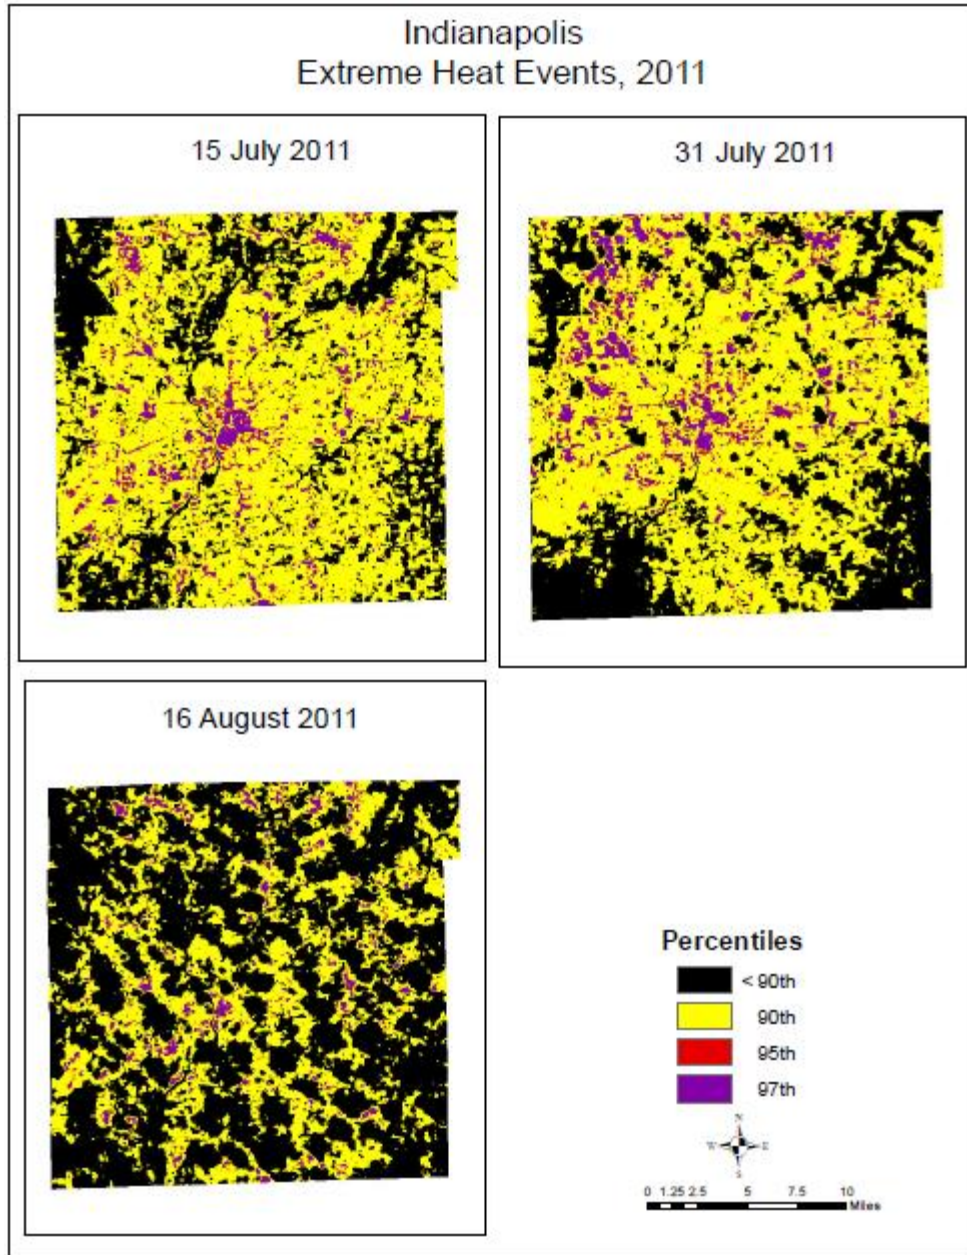 Indianapolis
Extreme Heat Events, 2011
15 July 2011
31 July 2011
16 August 2011
Percentiles
< 90th
90th
95th
97th
N
W E
S
0 1.25 2.5 5 7.5 10
Miles